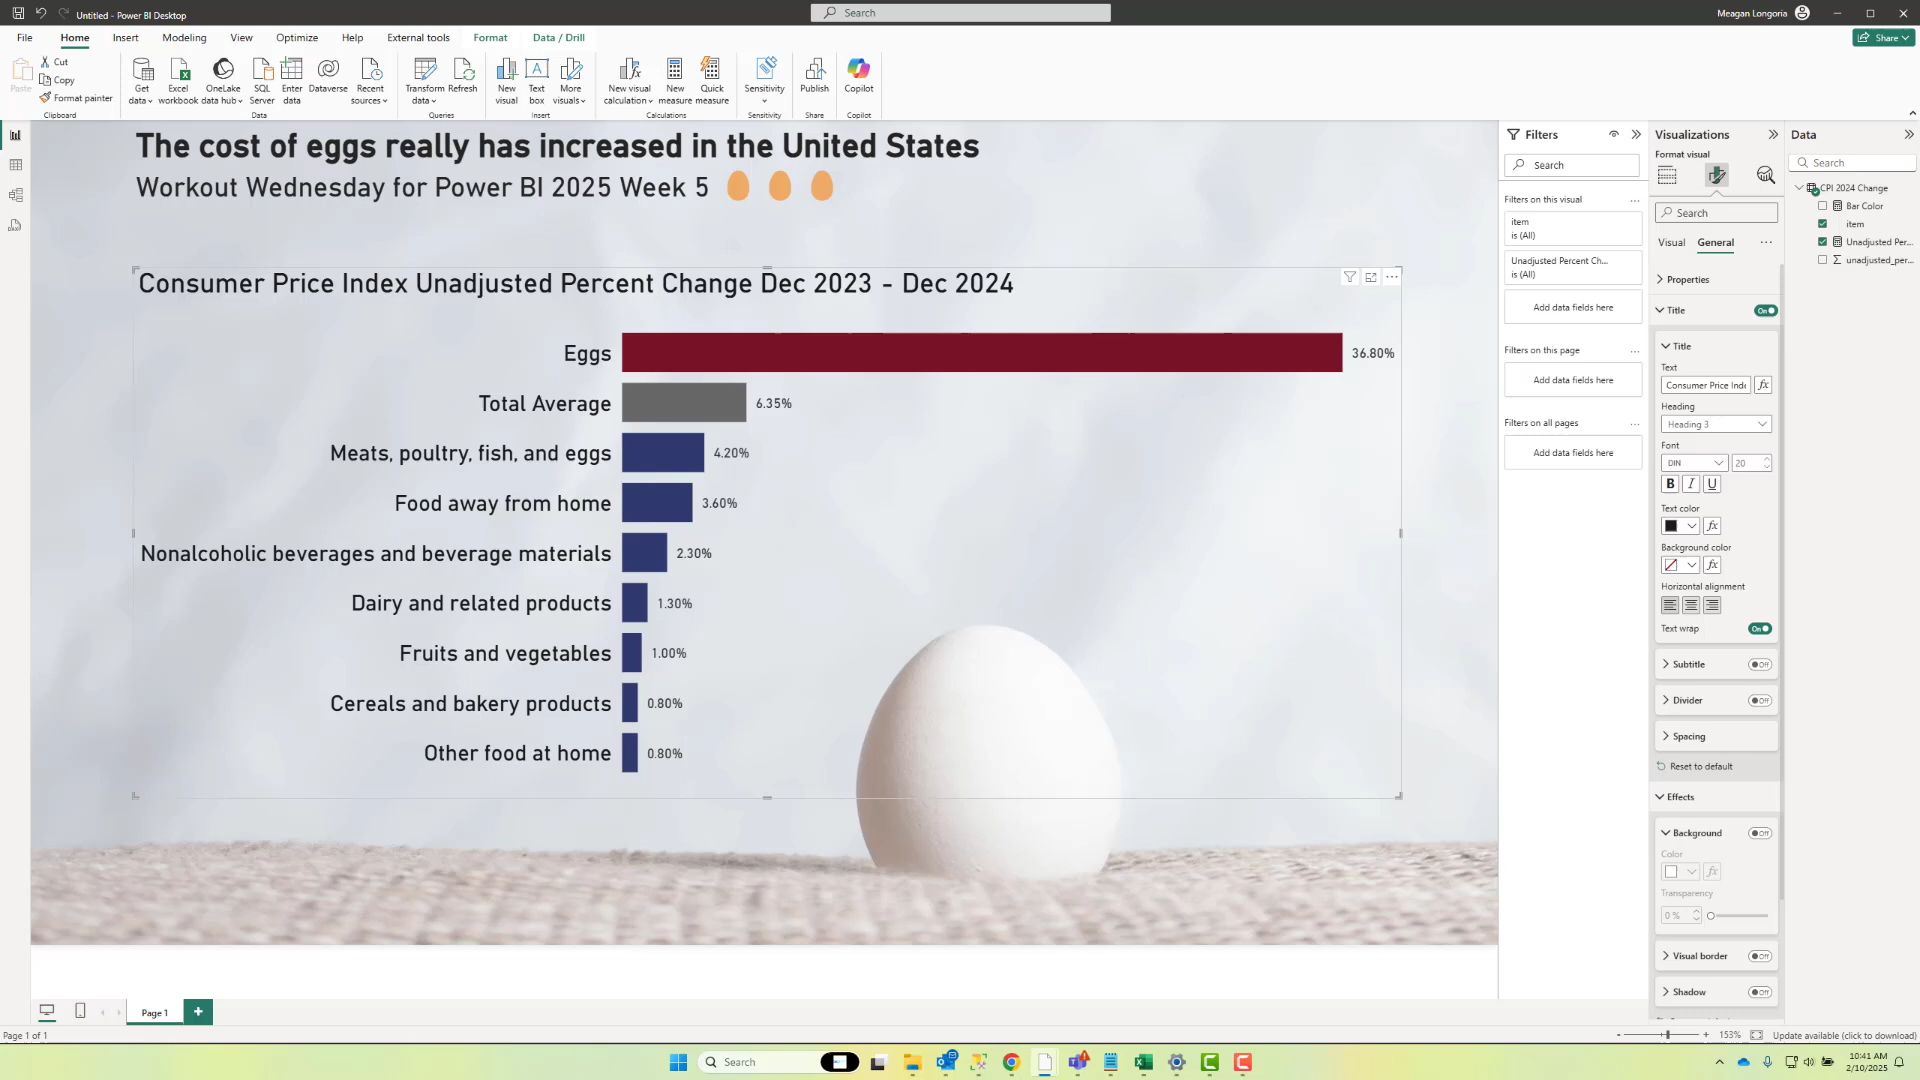 Untitled - Power BI Desktop
Search
Meagan Longoria
File Home Insert Modeling View Optimize Help External tools Format Data / Drill
Share
Paste
Cut
Copy
Format painter
Clipboard
Get data
Excel workbook
OneLake data hub
SQL Server
Enter data
Dataverse
Recent sources
Data
Transform data
Refresh
Queries
New visual
Text box
More visuals
Insert
New visual calculation
New measure
Quick measure
Calculations
Sensitivity
Sensitivity
Publish
Share
Copilot
Copilot
The cost of eggs really has increased in the United States
Workout Wednesday for Power BI 2025 Week 5
Consumer Price Index Unadjusted Percent Change Dec 2023 - Dec 2024
Eggs 36.80%
Total Average 6.35%
Meats, poultry, fish, and eggs 4.20%
Food away from home 3.60%
Nonalcoholic beverages and beverage materials 2.30%
Dairy and related products 1.30%
Fruits and vegetables 1.00%
Cereals and bakery products 0.80%
Other food at home 0.80%
Filters
Search
Filters on this visual ...
item
is (All)
Unadjusted Percent Ch...
is (All)
Add data fields here
Filters on this page ...
Add data fields here
Filters on all pages ...
Add data fields here
Visualizations
Format visual
Search
Visual General ...
Properties
Title On
Title
Text
Consumer Price Inde
Heading
Heading 3
Font
DIN 20
B I U
Text color
fx
Background color
fx
Horizontal alignment
Text wrap On
Subtitle Off
Divider Off
Spacing
Reset to default
Effects
Background Off
Color
fx
Transparency
0 %
Visual border Off
Shadow Off
Data
Search
CPI 2024 Change
Bar Color
item
Unadjusted Per...
unadjusted_per...
Page 1
Page 1 of 1
- + 153%
Update available (click to download)
Search
10:41 AM
2/10/2025